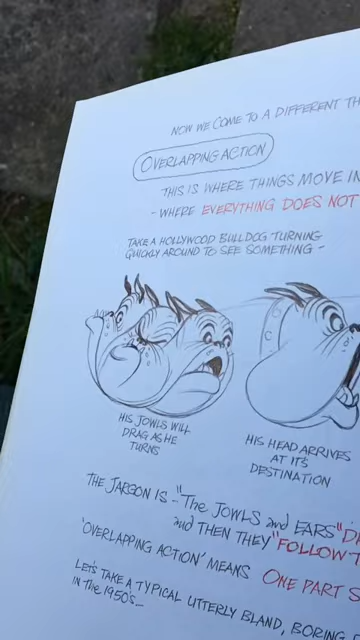 NOW WE COME TO A DIFFERENT
OVERLAPPING ACTION
THIS IS WHERE THINGS MOVE IN
- WHERE EVERYTHING DOES NOT
TAKE A HOLLYWOOD BULLDOG TURNING
QUICKLY AROUND TO SEE SOMETHING -
HIS JOWLS WILL
DRAG AS HE
TURNS
HIS HEAD ARRIVES
AT IT'S
DESTINATION
THE JARGON IS - "THE JOWLS and EARS
and THEN THEY "FOLLOW
'OVERLAPPING ACTION' MEANS ONE PART
LET'S TAKE A TYPICAL UTTERLY BLAND, BORING
IN THE 1950's...